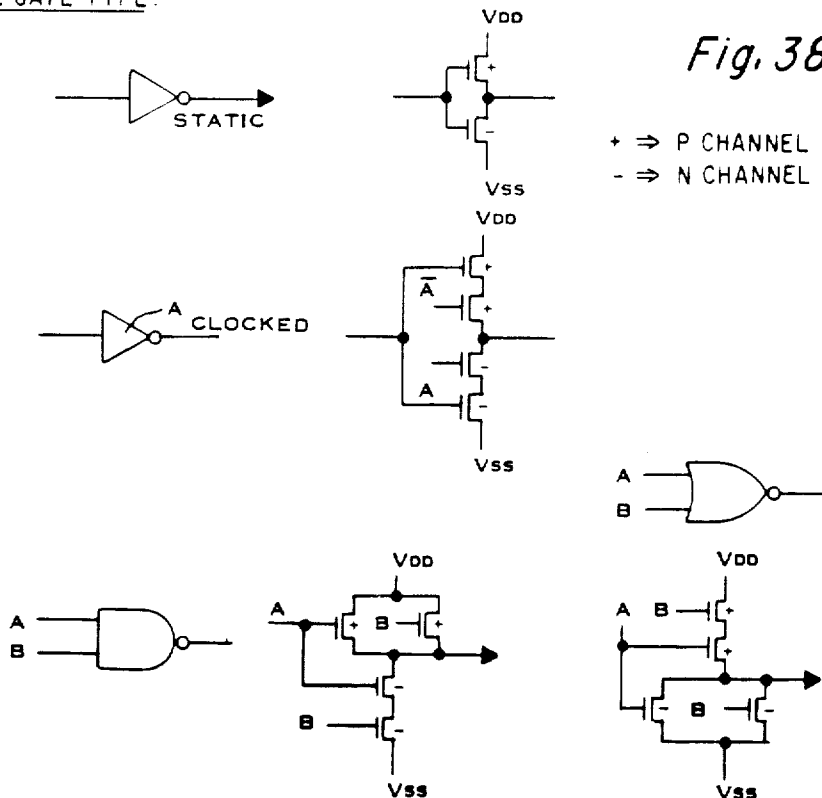 GATE TYPE:
Fig. 38
VDD
STATIC
+ ⇒ P CHANNEL
- ⇒ N CHANNEL
+
-
VSS
VDD
A CLOCKED
+
A̅
+
-
A
-
VSS
A
B
VDD
VDD
A
B
+
+
A
B
-
B
-
VSS
A
B
+
+
-
B
-
VSS